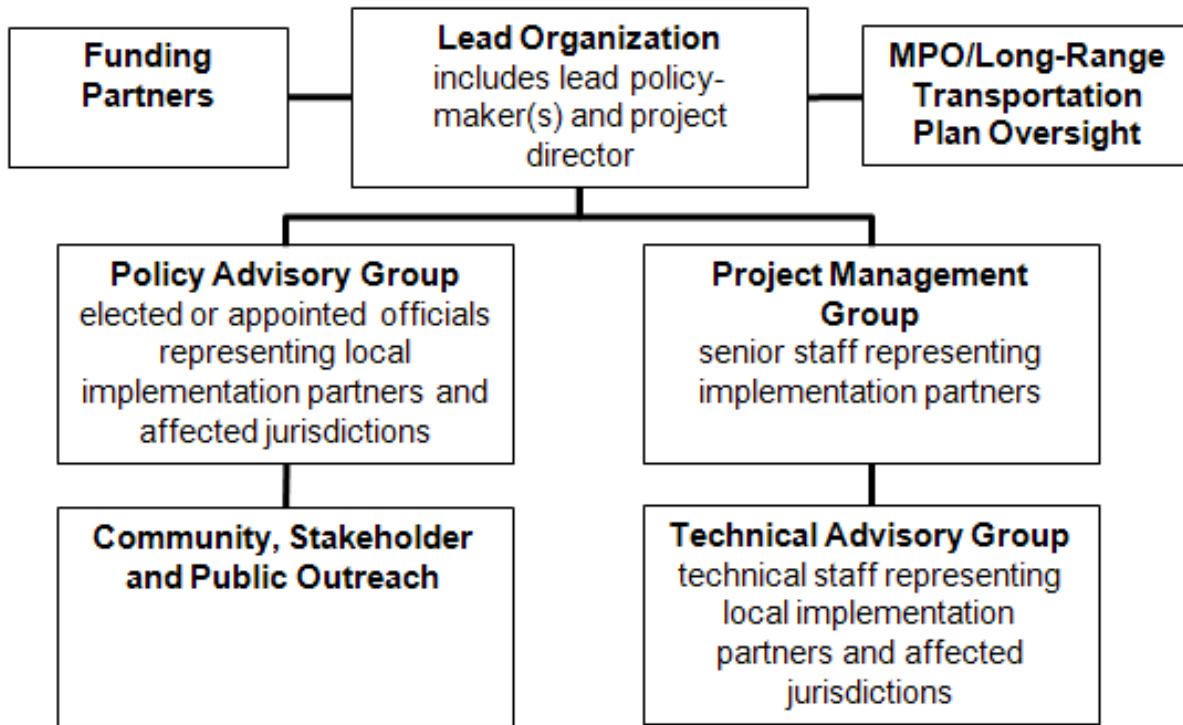 Funding
Partners
Lead Organization
includes lead policy-
maker(s) and project
director
MPO/Long-Range
Transportation
Plan Oversight
Policy Advisory Group
elected or appointed officials
representing local
implementation partners and
affected jurisdictions
Project Management
Group
senior staff representing
implementation partners
Community, Stakeholder
and Public Outreach
Technical Advisory Group
technical staff representing
local implementation
partners and affected
jurisdictions